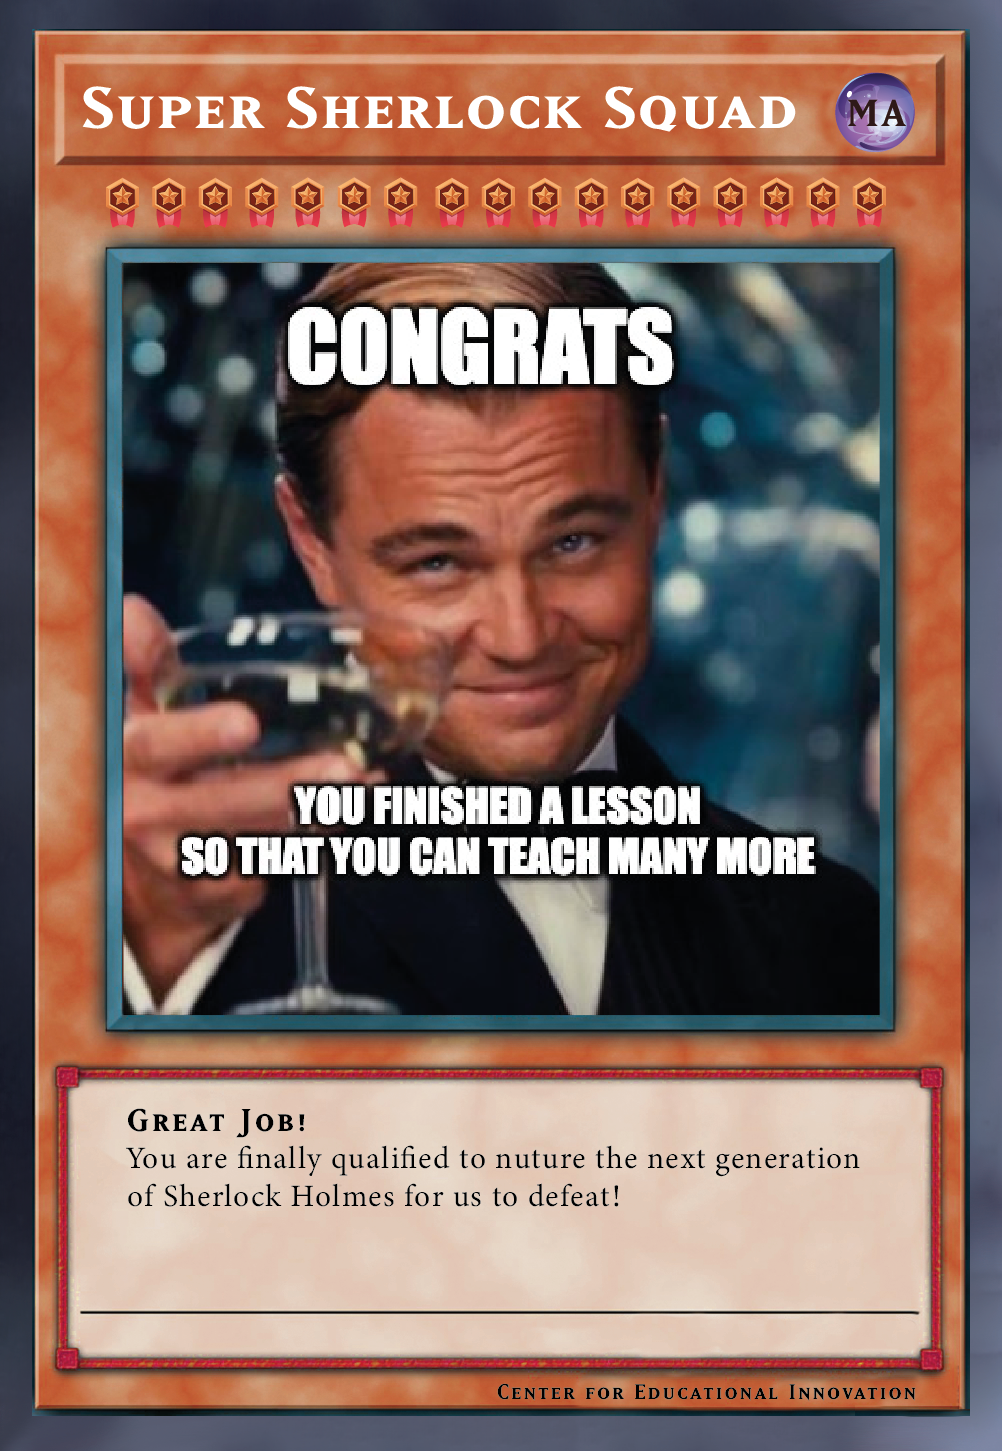 Super Sherlock Squad
MA
CONGRATS
YOU FINISHED A LESSON
SO THAT YOU CAN TEACH MANY MORE
Great Job!
You are finally qualified to nuture the next generation
of Sherlock Holmes for us to defeat!
Center for Educational Innovation